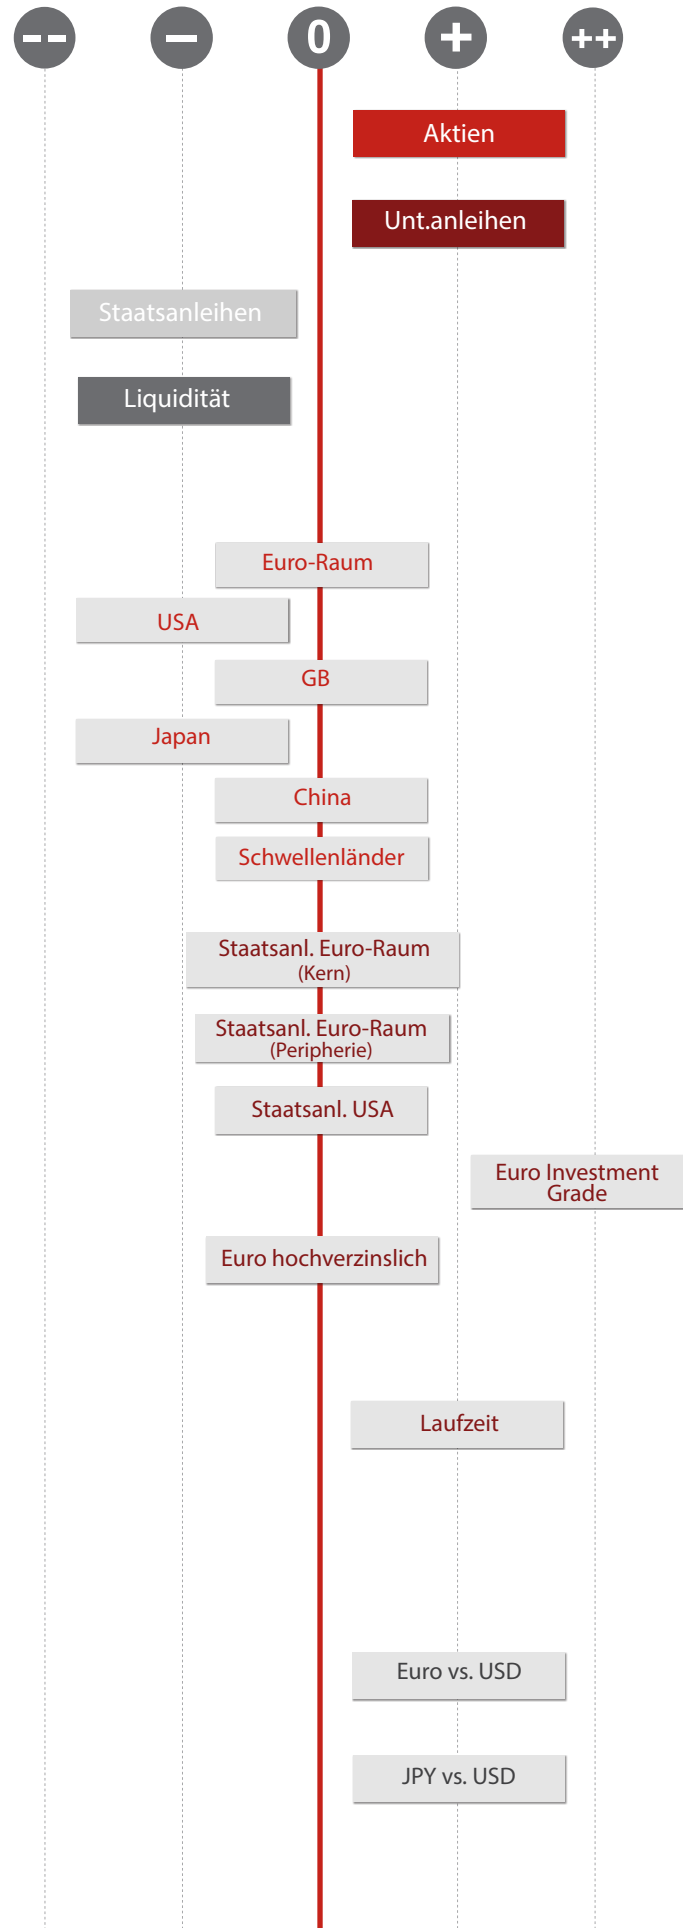 -- - 0 + ++
Aktien
Unt.anleihen
Staatsanleihen
Liquidität
Euro-Raum
USA
GB
Japan
China
Schwellenländer
Staatsanl. Euro-Raum
(Kern)
Staatsanl. Euro-Raum
(Peripherie)
Staatsanl. USA
Euro Investment
Grade
Euro hochverzinslich
Laufzeit
Euro vs. USD
JPY vs. USD